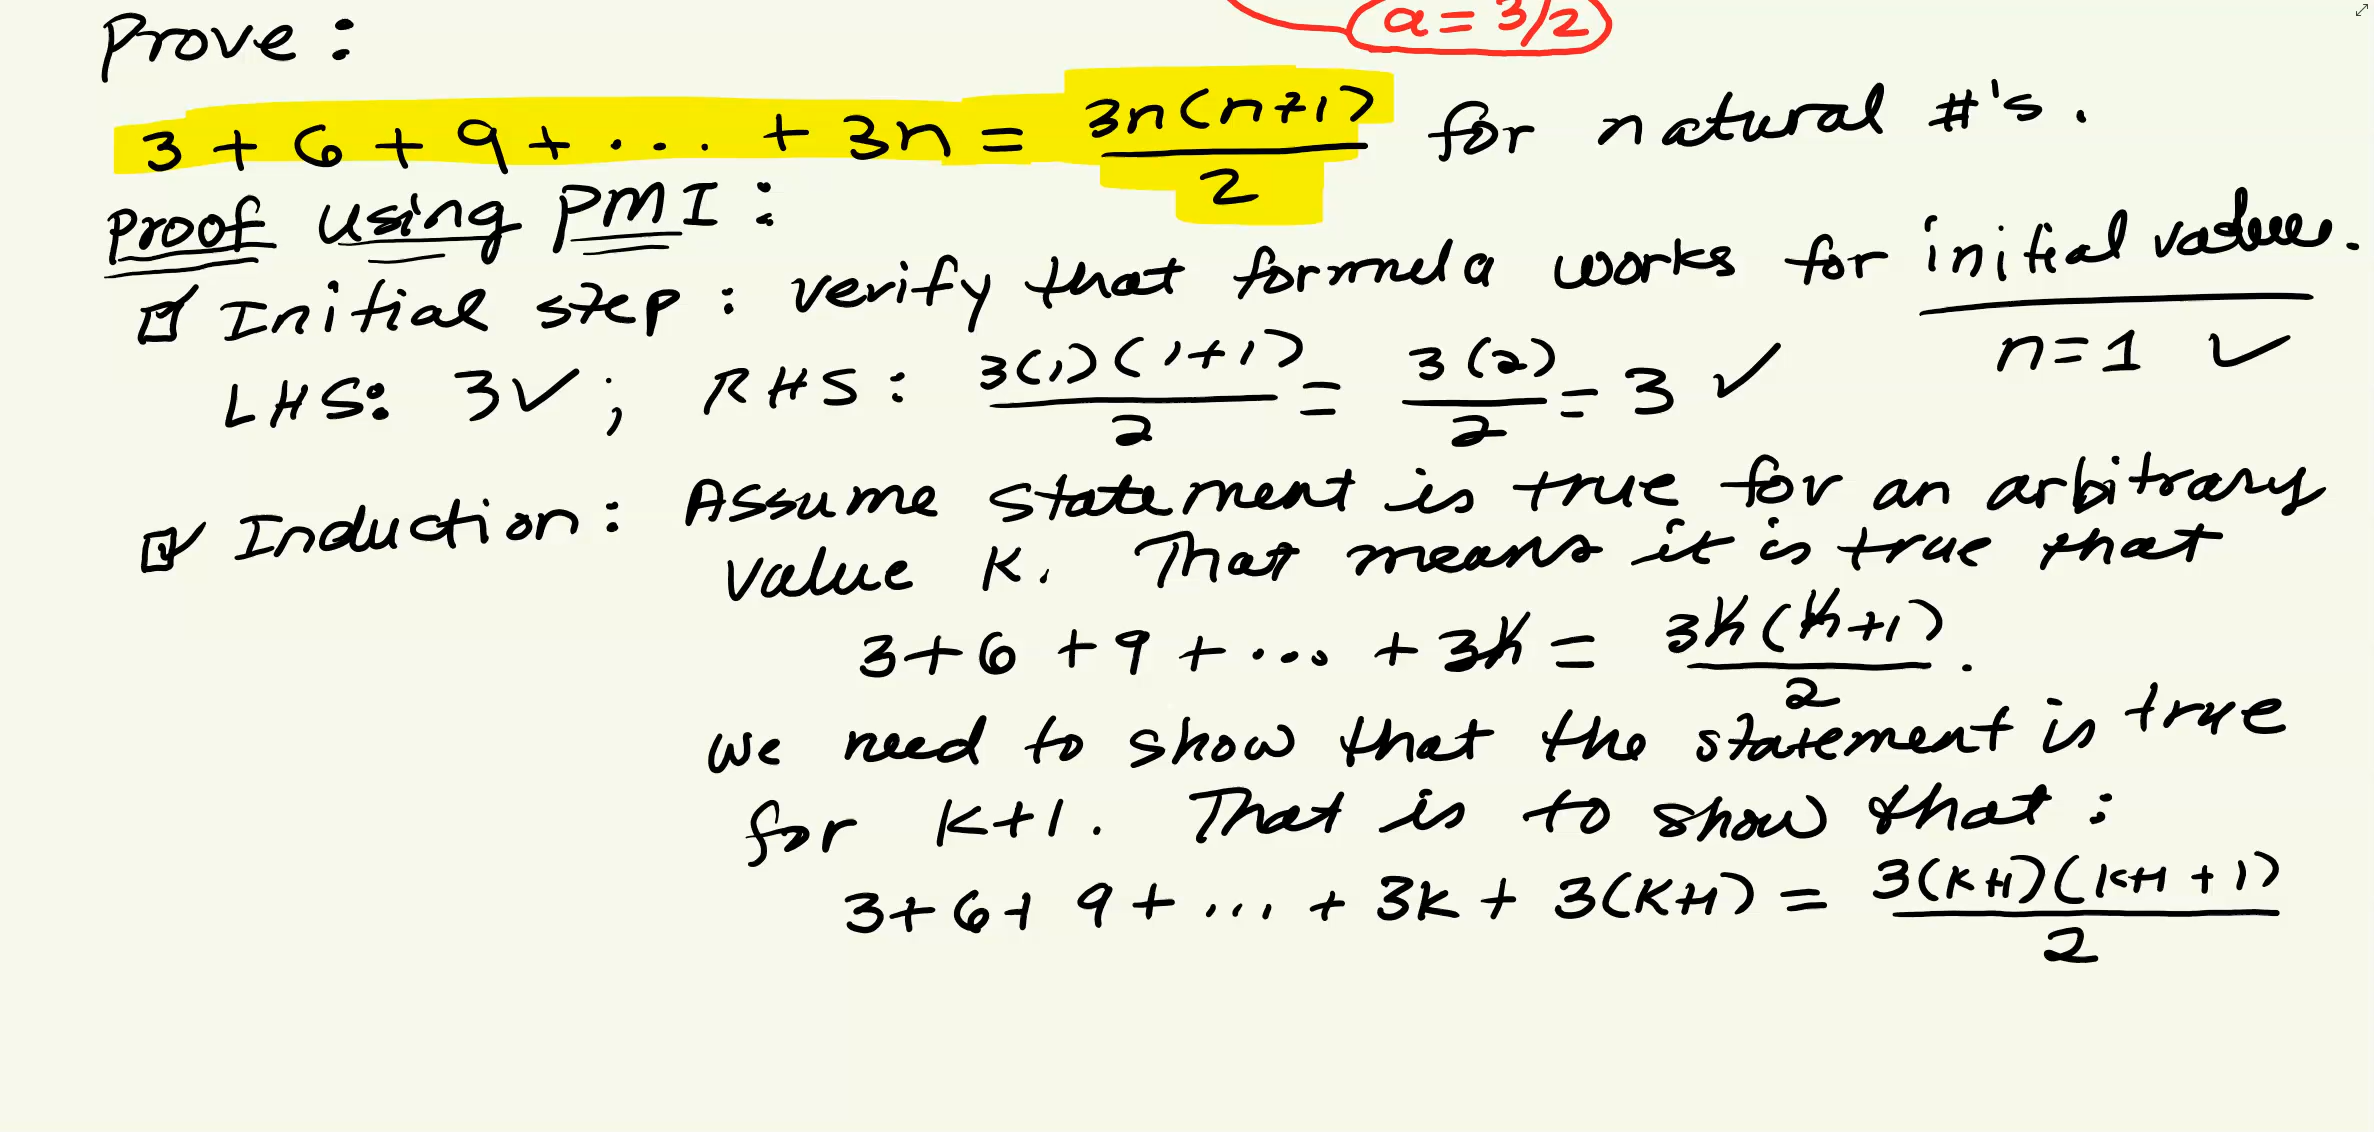 a = 3/2
Prove :
3 + 6 + 9 + . . . + 3n = 3n(n+1)/2 for natural #'s.
Proof using PMI :
Initial step : verify that formula works for initial values.
n = 1 ✓
LHS: 3 ✓ ; RHS : 3(1)(1+1)/2 = 3(2)/2 = 3 ✓
Induction : Assume statement is true for an arbitrary
value k. That means it is true that
3 + 6 + 9 + ... + 3k = 3k(k+1)/2 .
we need to show that the statement is true
for k+1. That is to show that :
3 + 6 + 9 + ... + 3k + 3(k+1) = 3(k+1)(k+1+1)/2